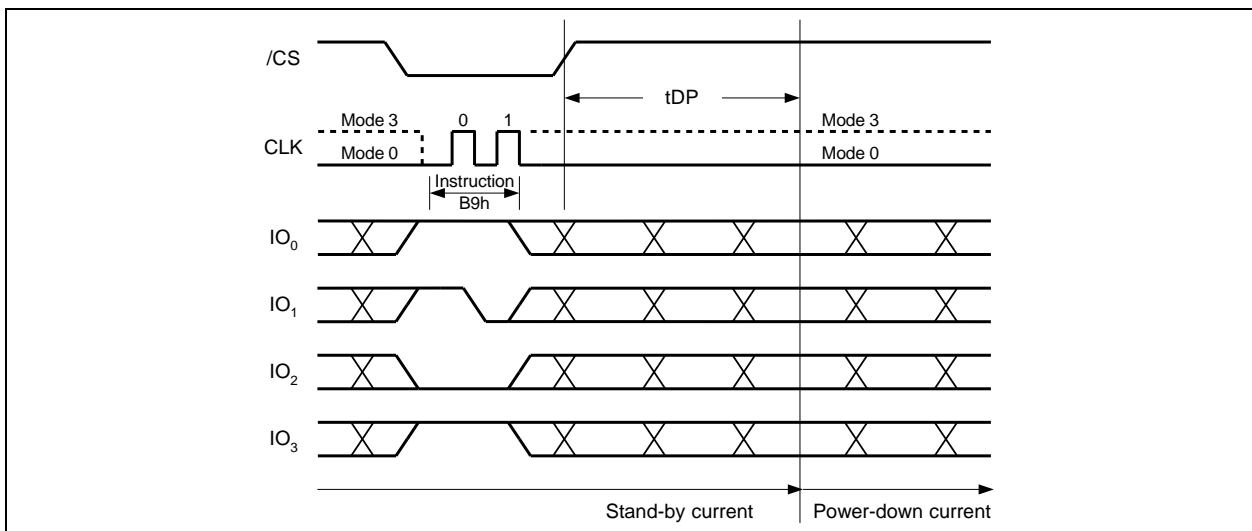 /CS
tDP
Mode 3 0 1 Mode 3
CLK
Mode 0 Mode 0
Instruction
B9h
IO0
IO1
IO2
IO3
Stand-by current Power-down current